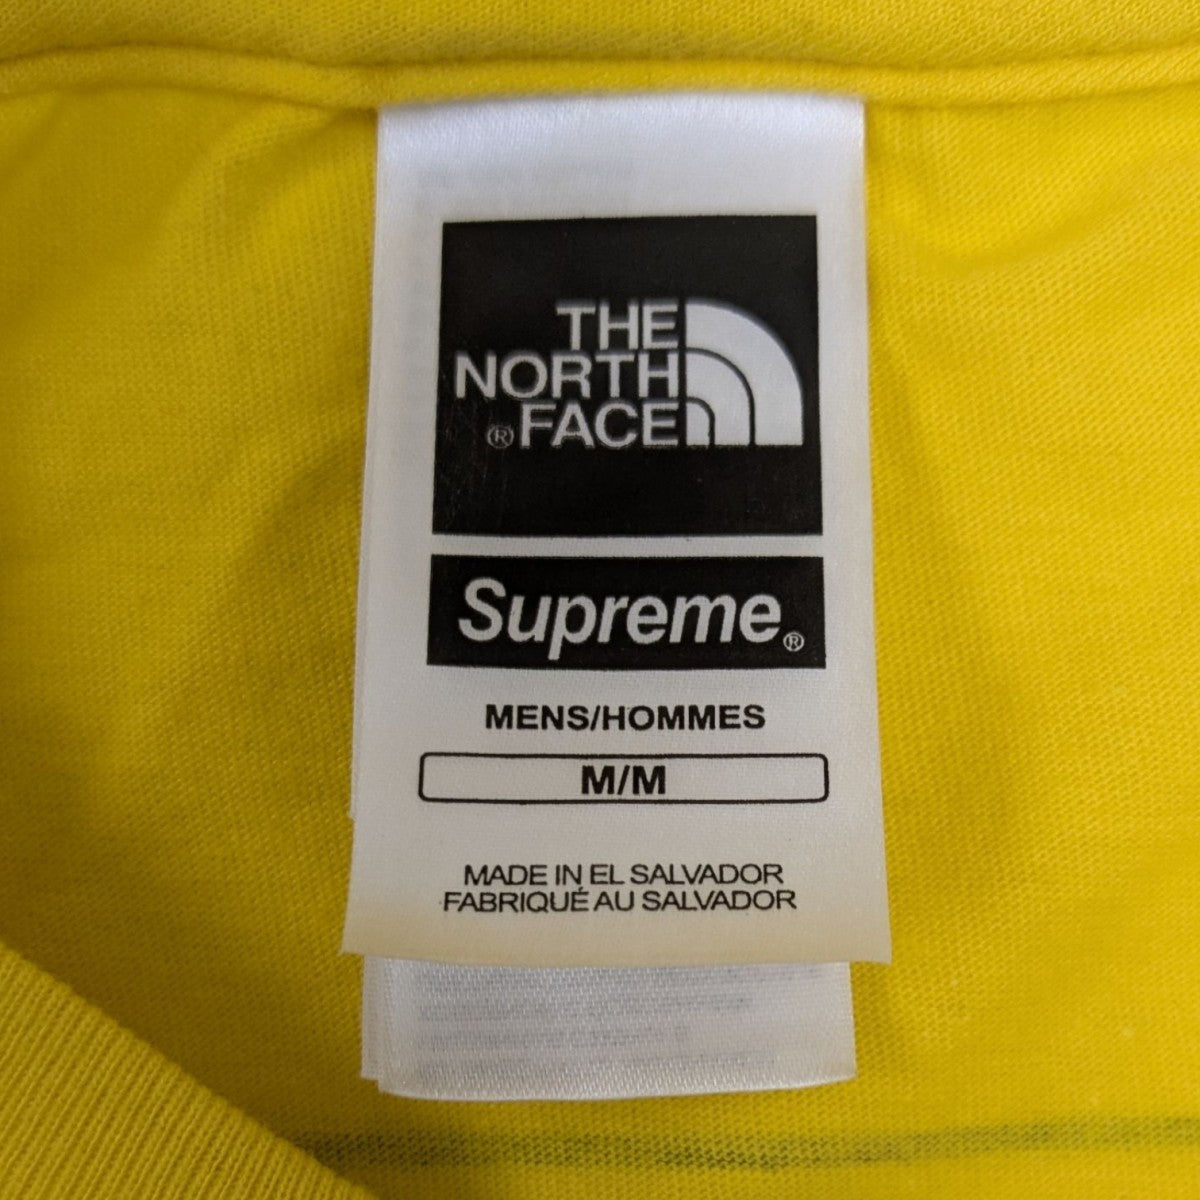 THE
NORTH
®FACE
Supreme®
MENS/HOMMES
M/M
MADE IN EL SALVADOR
FABRIQUÉ AU SALVADOR